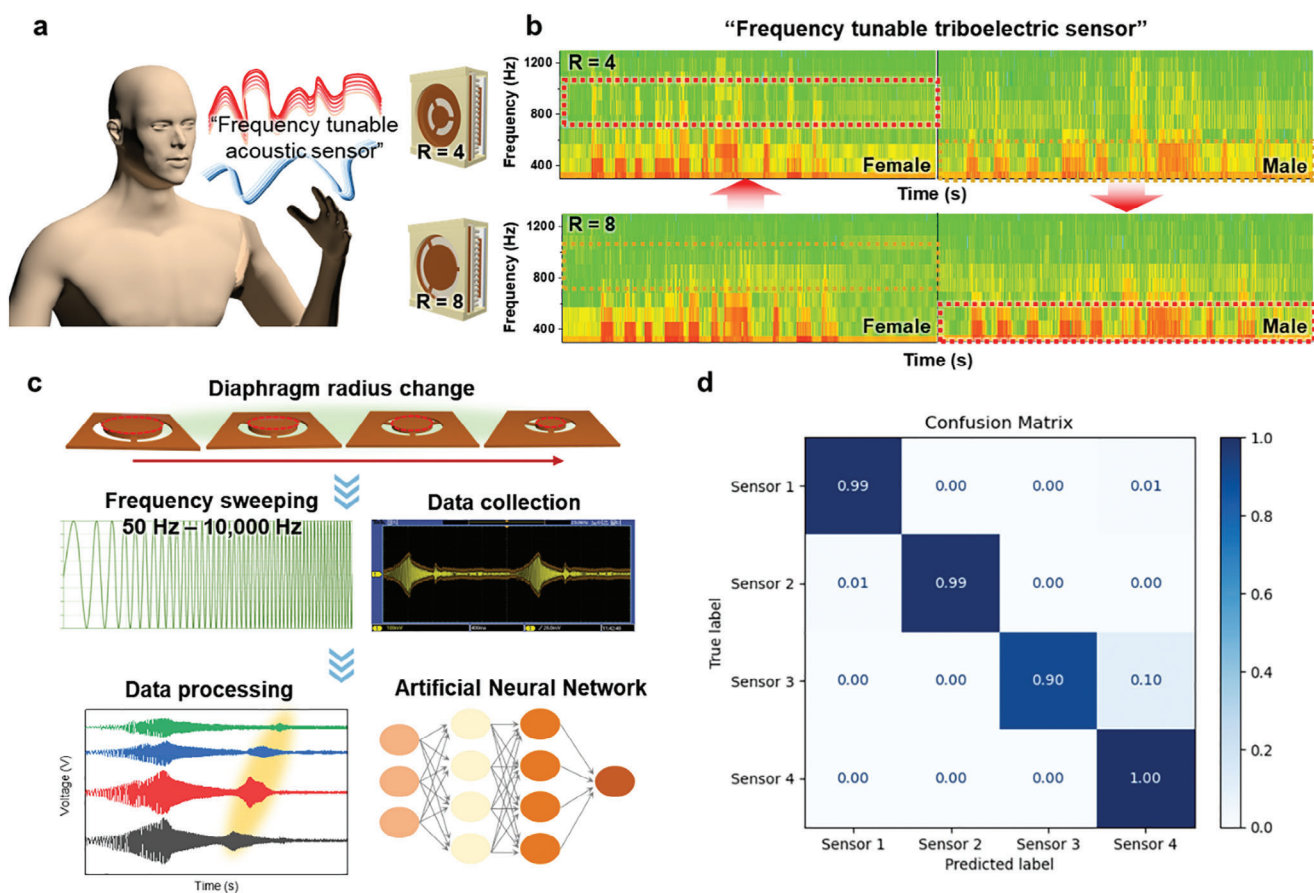 a
“Frequency tunable
acoustic sensor”
R = 4
R = 8
b
“Frequency tunable triboelectric sensor”
Frequency (Hz)
1200
800
400
R = 4
Female
Male
Time (s)
Frequency (Hz)
1200
800
400
R = 8
Female
Male
Time (s)
c
Diaphragm radius change
Frequency sweeping
50 Hz – 10,000 Hz
Data collection
Data processing
Voltage (V)
Time (s)
Artificial Neural Network
d
Confusion Matrix
True label
Sensor 1
0.99
0.00
0.00
0.01
Sensor 2
0.01
0.99
0.00
0.00
Sensor 3
0.00
0.00
0.90
0.10
Sensor 4
0.00
0.00
0.00
1.00
Sensor 1
Sensor 2
Sensor 3
Sensor 4
Predicted label
1.0
0.8
0.6
0.4
0.2
0.0